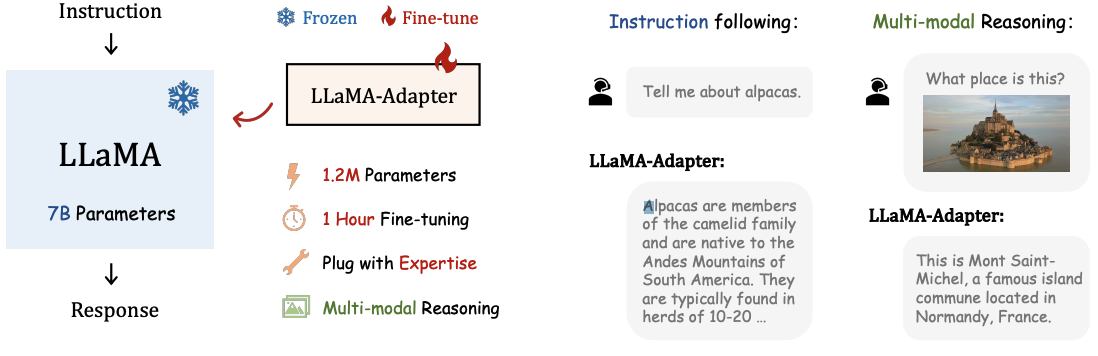 Instruction
LLaMA
7B Parameters
Response
Frozen
Fine-tune
LLaMA-Adapter
1.2M Parameters
1 Hour Fine-tuning
Plug with Expertise
Multi-modal Reasoning
Instruction following:
Tell me about alpacas.
LLaMA-Adapter:
Alpacas are members
of the camelid family
and are native to the
Andes Mountains of
South America. They
are typically found in
herds of 10-20 ...
Multi-modal Reasoning:
What place is this?
LLaMA-Adapter:
This is Mont Saint-
Michel, a famous island
commune located in
Normandy, France.